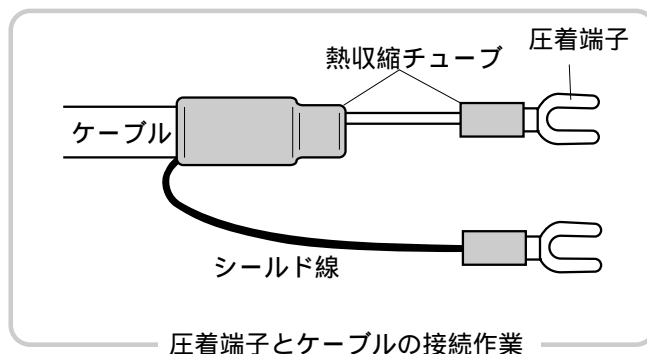 圧着端子
熱収縮チューブ
ケーブル
シールド線
圧着端子とケーブルの接続作業